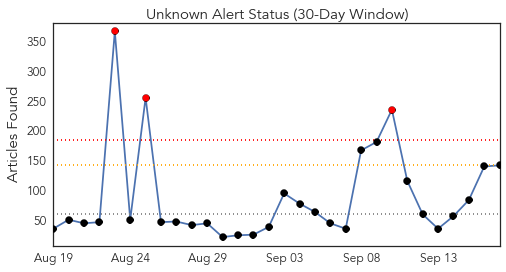 Unknown Alert Status (30-Day Window)
Articles Found
350
300
250
200
150
100
50
Aug 19
Aug 24
Aug 29
Sep 03
Sep 08
Sep 13